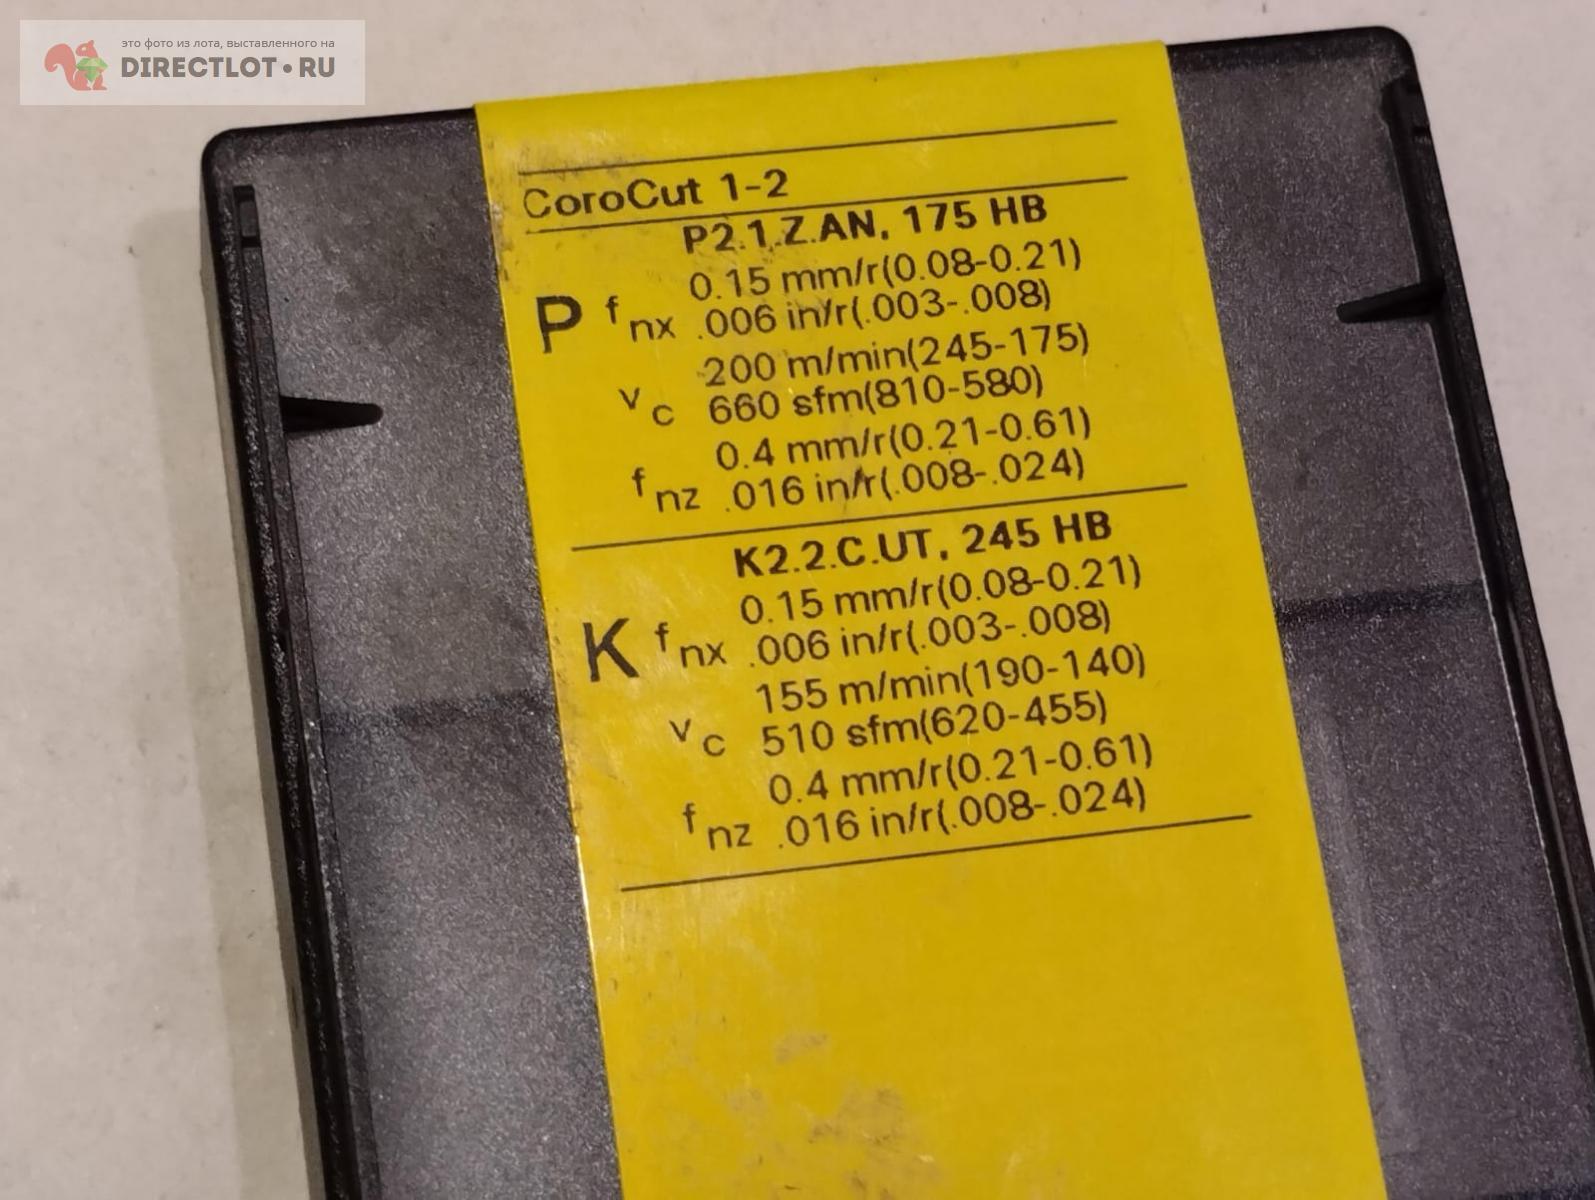 это фото из лота, выставленного на
DIRECTLOT•RU
CoroCut 1-2
P2.1.Z.AN, 175 HB
0.15 mm/r(0.08-0.21)
P fnx .006 in/r(.003-.008)
200 m/min(245-175)
vc 660 sfm(810-580)
0.4 mm/r(0.21-0.61)
fnz .016 in/r(.008-.024)
K2.2.C.UT, 245 HB
0.15 mm/r(0.08-0.21)
K fnx .006 in/r(.003-.008)
155 m/min(190-140)
vc 510 sfm(620-455)
0.4 mm/r(0.21-0.61)
fnz .016 in/r(.008-.024)